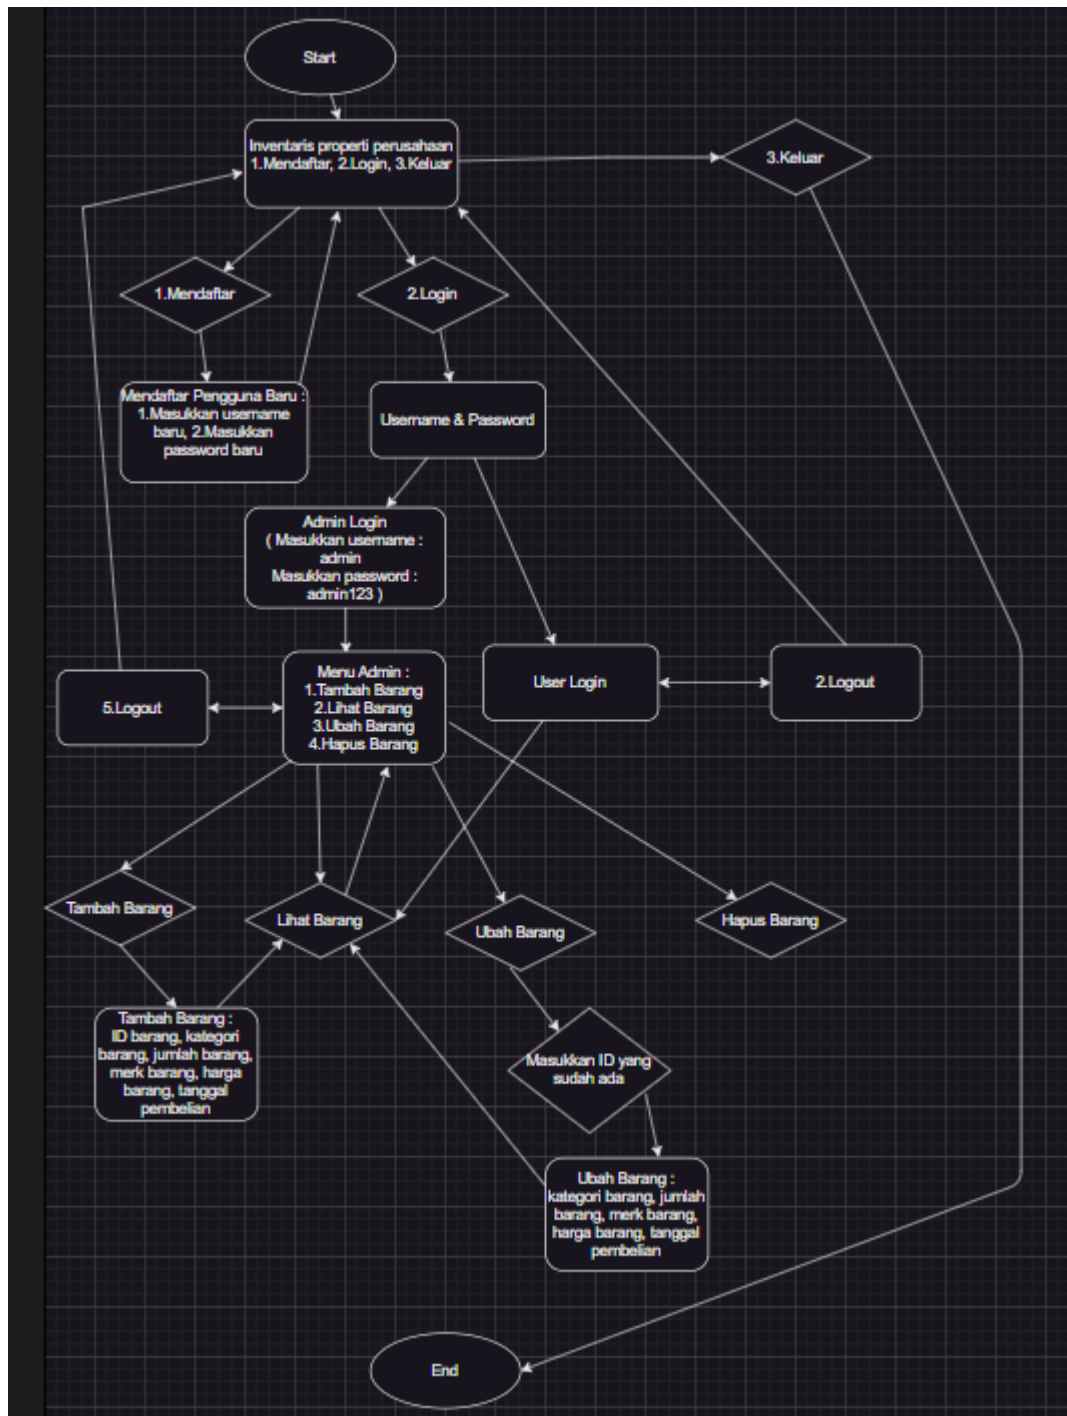 Start
Inventaris properti perusahaan
1.Mendaftar, 2.Login, 3.Keluar
3.Keluar
1.Mendaftar
2.Login
Mendaftar Pengguna Baru :
1.Masukkan username
baru, 2.Masukkan
password baru
Username & Password
Admin Login
( Masukkan username :
admin
Masukkan password :
admin123 )
Menu Admin :
1.Tambah Barang
2.Lihat Barang
3.Ubah Barang
4.Hapus Barang
5.Logout
User Login
2.Logout
Tambah Barang
Lihat Barang
Ubah Barang
Hapus Barang
Tambah Barang :
ID barang, kategori
barang, jumlah barang,
merk barang, harga
barang, tanggal
pembelian
Masukkan ID yang
sudah ada
Ubah Barang :
kategori barang, jumlah
barang, merk barang,
harga barang, tanggal
pembelian
End